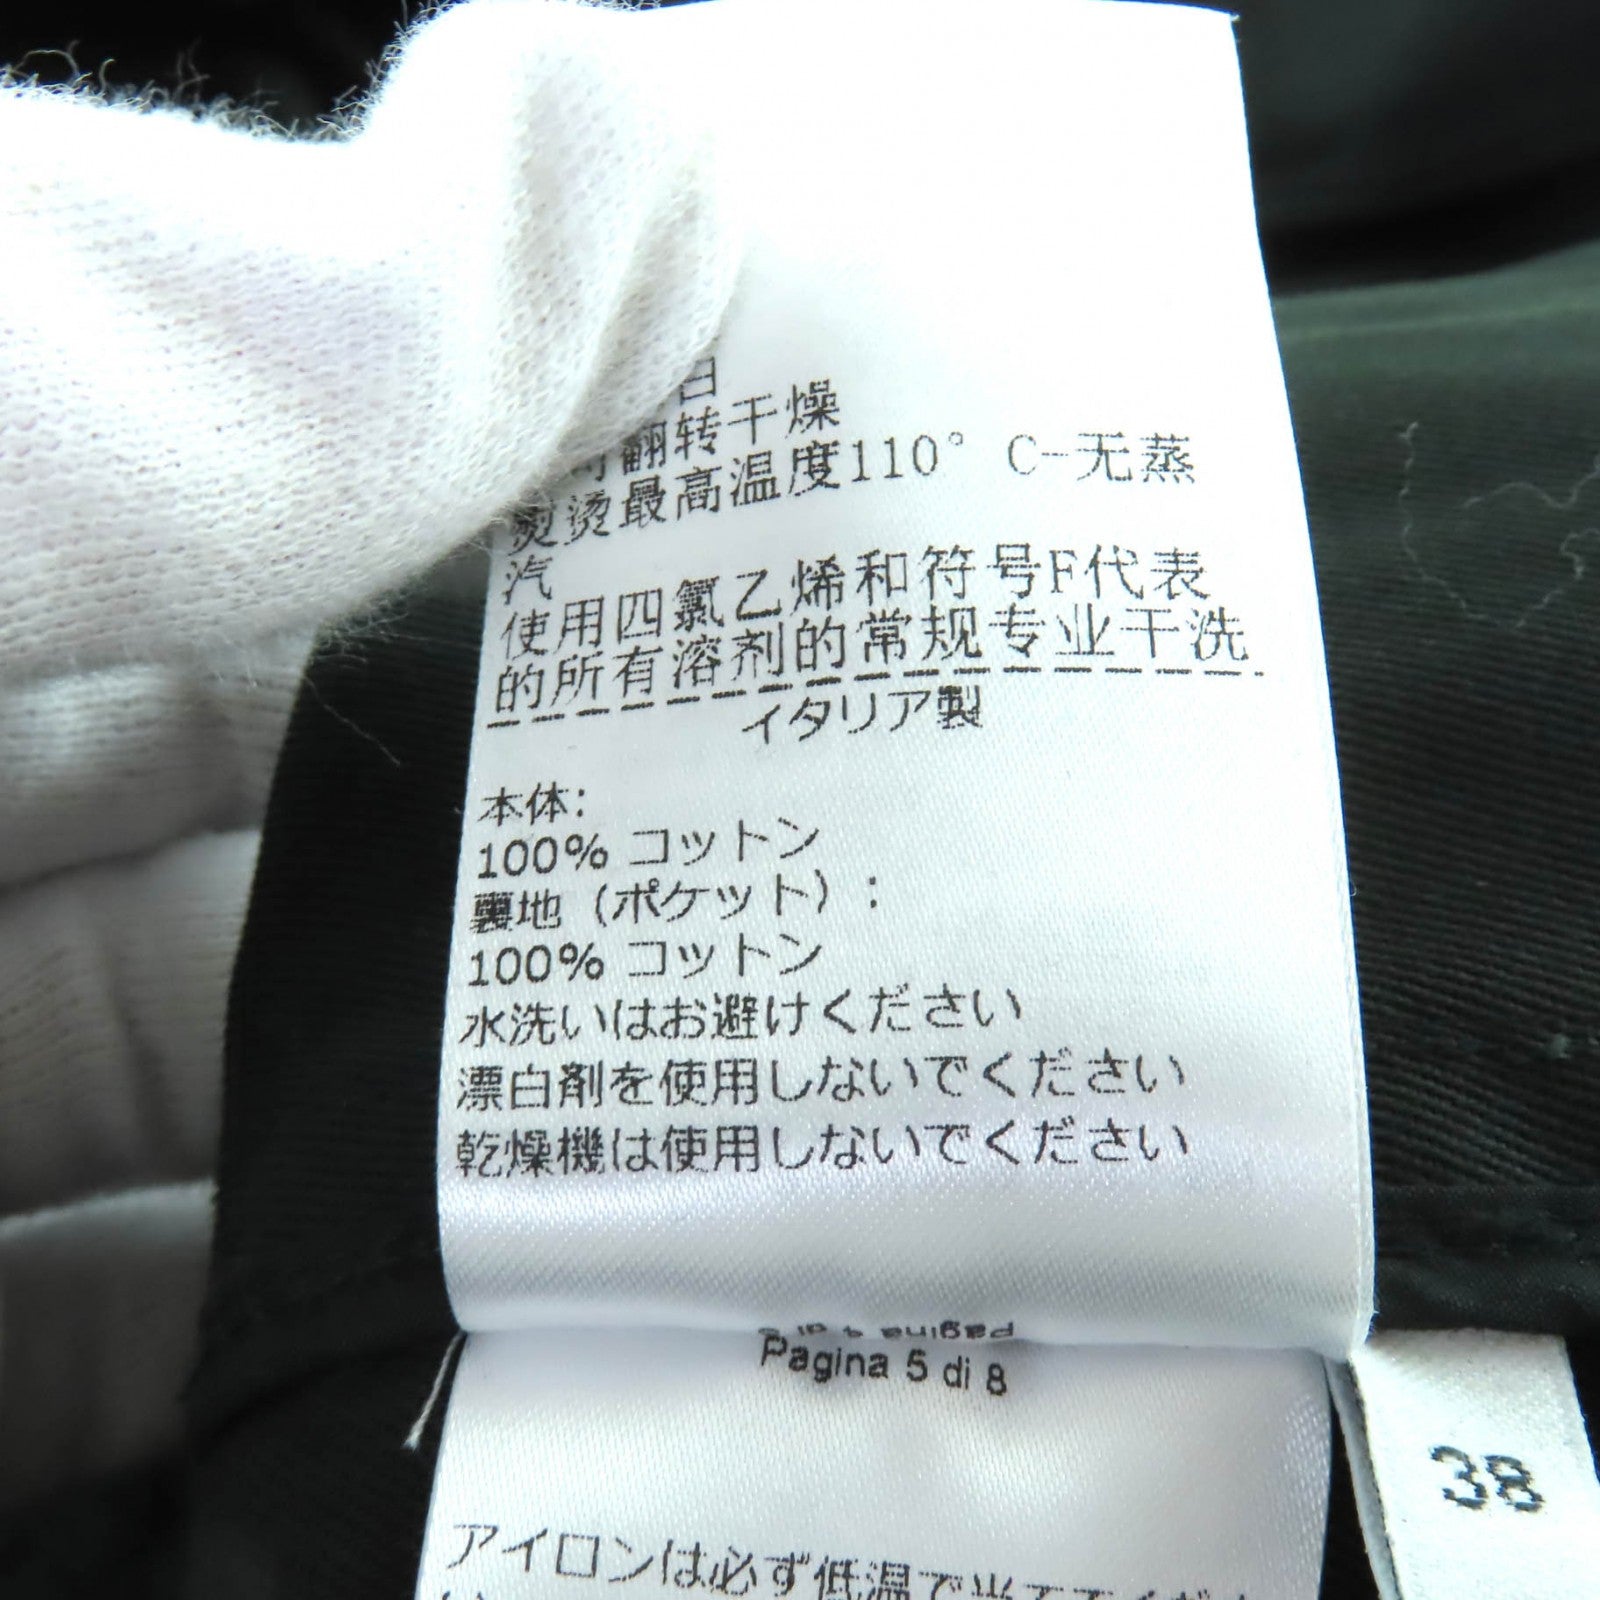 白
翻转干燥
熨烫最高温度110° C-无蒸
汽
使用四氯乙烯和符号F代表
的所有溶剂的常规专业干洗
イタリア製
本体:
100% コットン
裏地 (ポケット) :
100% コットン
水洗いはお避けください
漂白剤を使用しないでください
乾燥機は使用しないでください
Pagina 4 di 8
Pagina 5 di 8
38
アイロンは必ず低温で当ててくださ